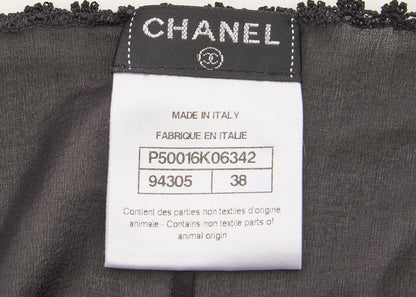 CHANEL
MADE IN ITALY
FABRIQUE EN ITALIE
P50016K06342
94305 38
Contient des parties non textiles d'origine
animale - Contains non textile parts of
animal origin